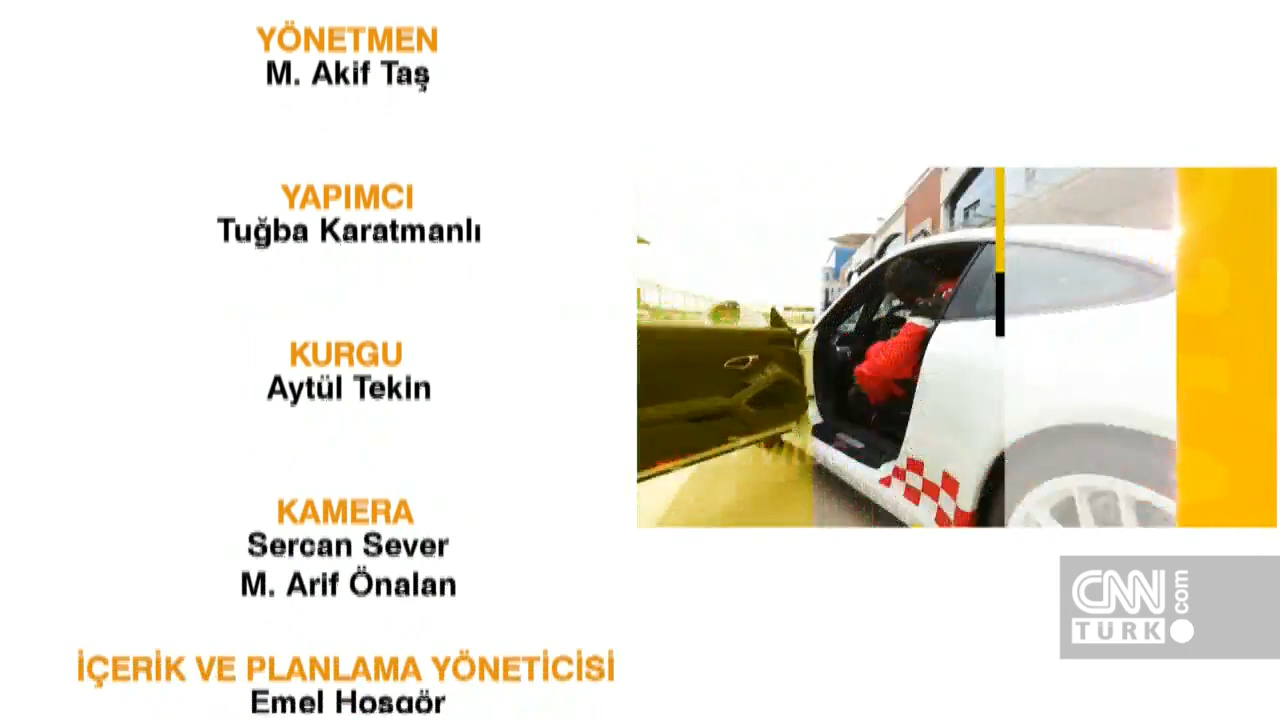 YÖNETMEN
M. Akif Taş
YAPIMCI
Tuğba Karatmanlı
KURGU
Aytül Tekin
KAMERA
Sercan Sever
M. Arif Önalan
İÇERİK VE PLANLAMA YÖNETİCİSİ
Emel Hoşgör
CNN
TURK
.com